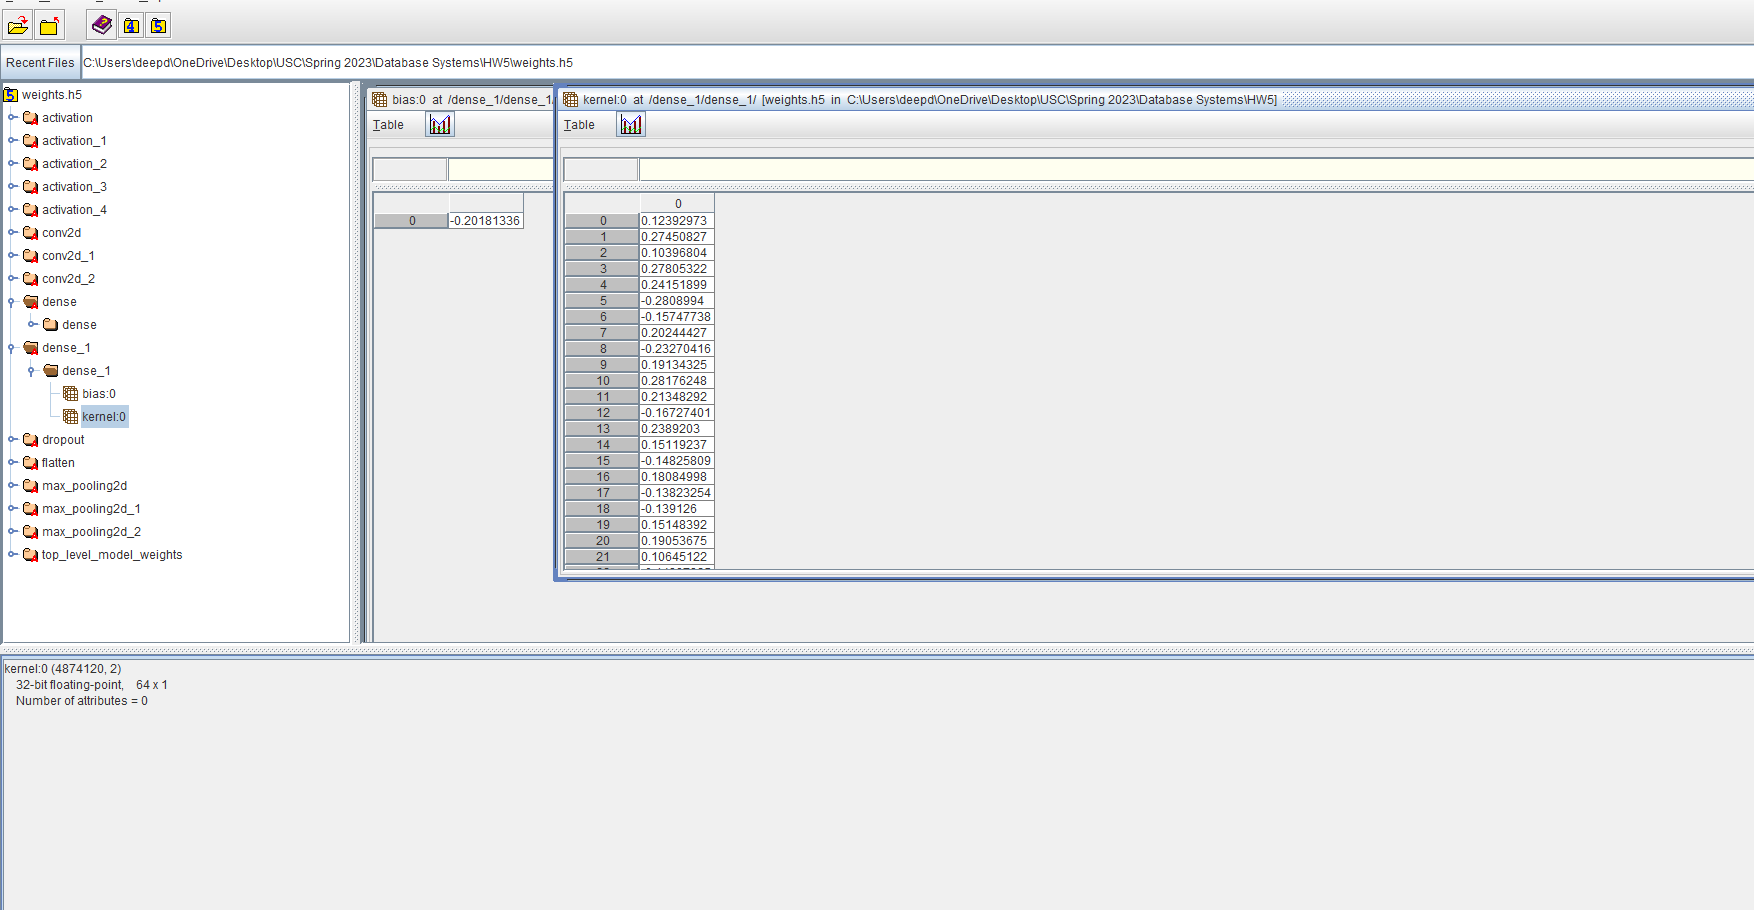 Recent Files C:\Users\deepd\OneDrive\Desktop\USC\Spring 2023\Database Systems\HW5\weights.h5
weights.h5
activation
activation_1
activation_2
activation_3
activation_4
conv2d
conv2d_1
conv2d_2
dense
dense
dense_1
dense_1
bias:0
kernel:0
dropout
flatten
max_pooling2d
max_pooling2d_1
max_pooling2d_2
top_level_model_weights
bias:0 at /dense_1/dense_1/
Table
0 -0.20181336
kernel:0 at /dense_1/dense_1/ [weights.h5 in C:\Users\deepd\OneDrive\Desktop\USC\Spring 2023\Database Systems\HW5]
Table
0
0 0.12392973
1 0.27450827
2 0.10396804
3 0.27805322
4 0.24151899
5 -0.2808994
6 -0.15747738
7 0.20244427
8 -0.23270416
9 0.19134325
10 0.28176248
11 0.21348292
12 -0.16727401
13 0.2389203
14 0.15119237
15 -0.14825809
16 0.18084998
17 -0.13823254
18 -0.139126
19 0.15148392
20 0.19053675
21 0.10645122
kernel:0 (4874120, 2)
32-bit floating-point, 64 x 1
Number of attributes = 0